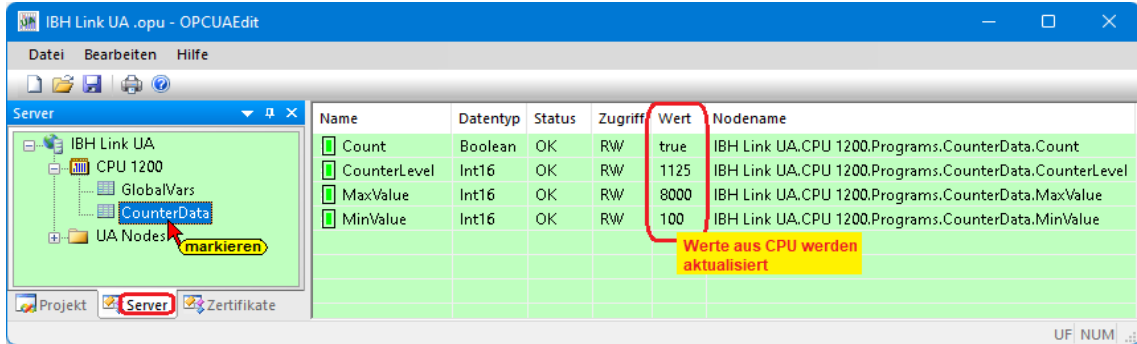 IBH Link UA .opu - OPCUAEdit
Datei Bearbeiten Hilfe
Server
IBH Link UA
CPU 1200
GlobalVars
CounterData
UA Nodes
markieren
Projekt Server Zertifikate
Name Datentyp Status Zugriff Wert Nodename
Count Boolean OK RW true IBH Link UA.CPU 1200.Programs.CounterData.Count
CounterLevel Int16 OK RW 1125 IBH Link UA.CPU 1200.Programs.CounterData.CounterLevel
MaxValue Int16 OK RW 8000 IBH Link UA.CPU 1200.Programs.CounterData.MaxValue
MinValue Int16 OK RW 100 IBH Link UA.CPU 1200.Programs.CounterData.MinValue
Werte aus CPU werden
aktualisiert
UF NUM